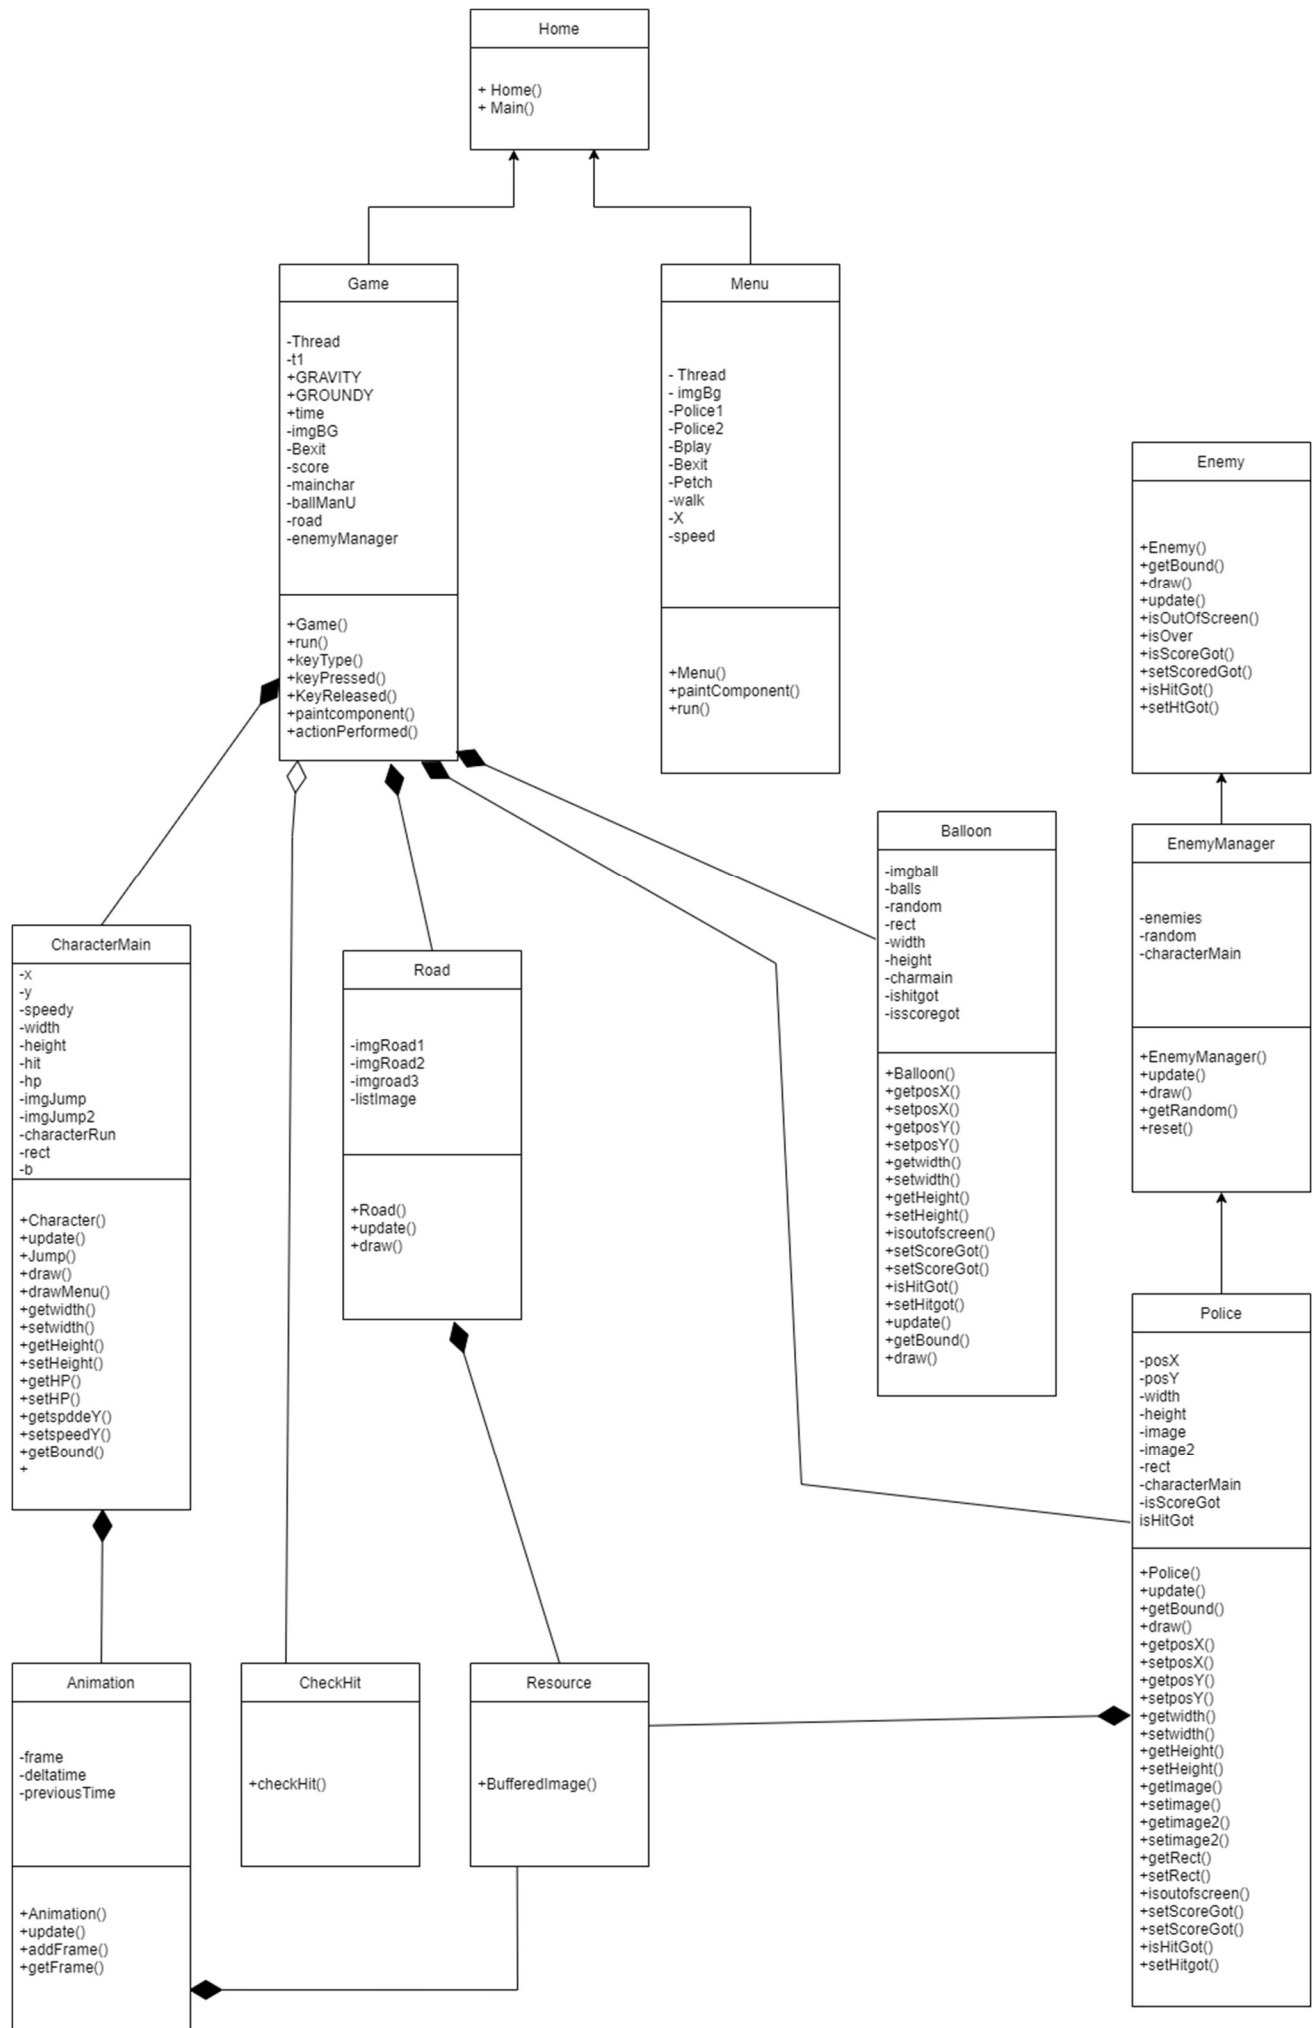 Home
+ Home()
+ Main()
Game
-Thread
-t1
+GRAVITY
+GROUNDY
+time
-imgBG
-Bexit
-score
-mainchar
-ballManU
-road
-enemyManager
+Game()
+run()
+keyType()
+keyPressed()
+KeyReleased()
+paintcomponent()
+actionPerformed()
Menu
- Thread
- imgBg
-Police1
-Police2
-Bplay
-Bexit
-Petch
-walk
-X
-speed
+Menu()
+paintComponent()
+run()
Enemy
+Enemy()
+getBound()
+draw()
+update()
+isOutOfScreen()
+isOver
+isScoreGot()
+setScoredGot()
+isHitGot()
+setHtGot()
Balloon
-imgball
-balls
-random
-rect
-width
-height
-charmain
-ishitgot
-isscoregot
+Balloon()
+getposX()
+setposX()
+getposY()
+setposY()
+getwidth()
+setwidth()
+getHeight()
+setHeight()
+isoutofscreen()
+setScoreGot()
+setScoreGot()
+isHitGot()
+setHitgot()
+update()
+getBound()
+draw()
EnemyManager
-enemies
-random
-characterMain
+EnemyManager()
+update()
+draw()
+getRandom()
+reset()
CharacterMain
-x
-y
-speedy
-width
-height
-hit
-hp
-imgJump
-imgJump2
-characterRun
-rect
-b
+Character()
+update()
+Jump()
+draw()
+drawMenu()
+getwidth()
+setwidth()
+getHeight()
+setHeight()
+getHP()
+setHP()
+getspddeY()
+setspeedY()
+getBound()
+
Road
-imgRoad1
-imgRoad2
-imgroad3
-listImage
+Road()
+update()
+draw()
Police
-posX
-posY
-width
-height
-image
-image2
-rect
-characterMain
-isScoreGot
isHitGot
+Police()
+update()
+getBound()
+draw()
+getposX()
+setposX()
+getposY()
+setposY()
+getwidth()
+setwidth()
+getHeight()
+setHeight()
+getImage()
+setimage()
+getimage2()
+setimage2()
+getRect()
+setRect()
+isoutofscreen()
+setScoreGot()
+setScoreGot()
+isHitGot()
+setHitgot()
Animation
-frame
-deltatime
-previousTime
+Animation()
+update()
+addFrame()
+getFrame()
CheckHit
+checkHit()
Resource
+BufferedImage()